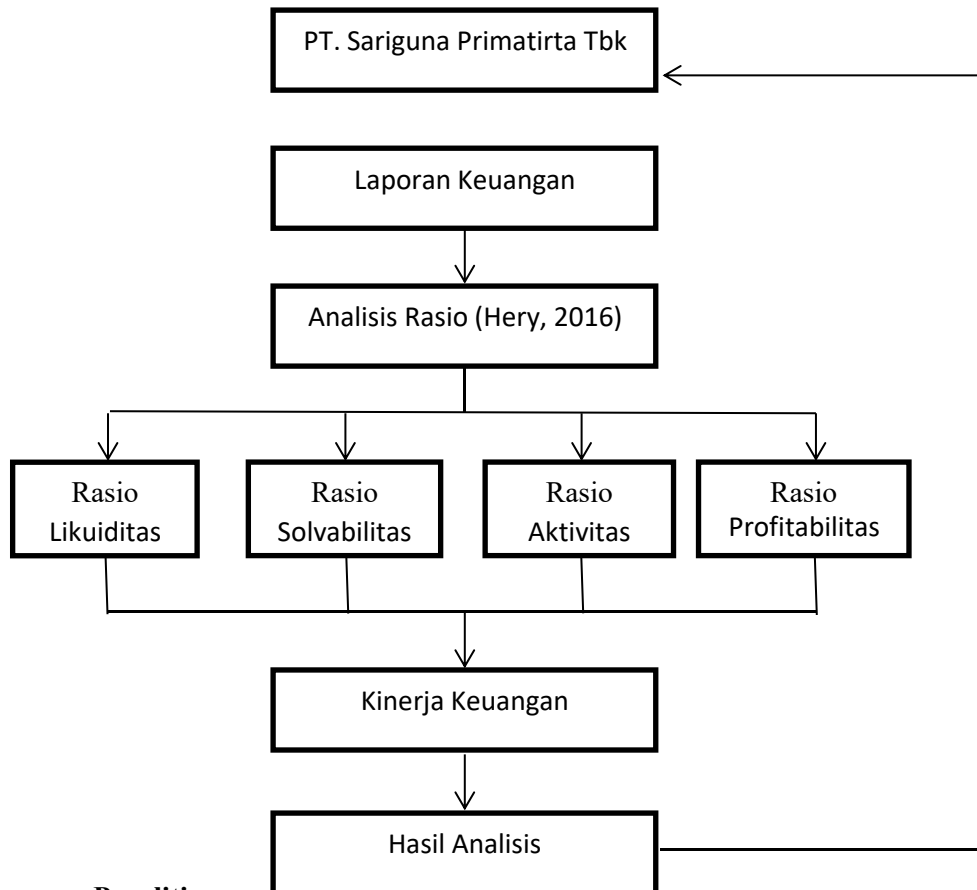 PT. Sariguna Primatirta Tbk
Laporan Keuangan
Analisis Rasio (Hery, 2016)
Rasio
Likuiditas
Rasio
Solvabilitas
Rasio
Aktivitas
Rasio
Profitabilitas
Kinerja Keuangan
Hasil Analisis